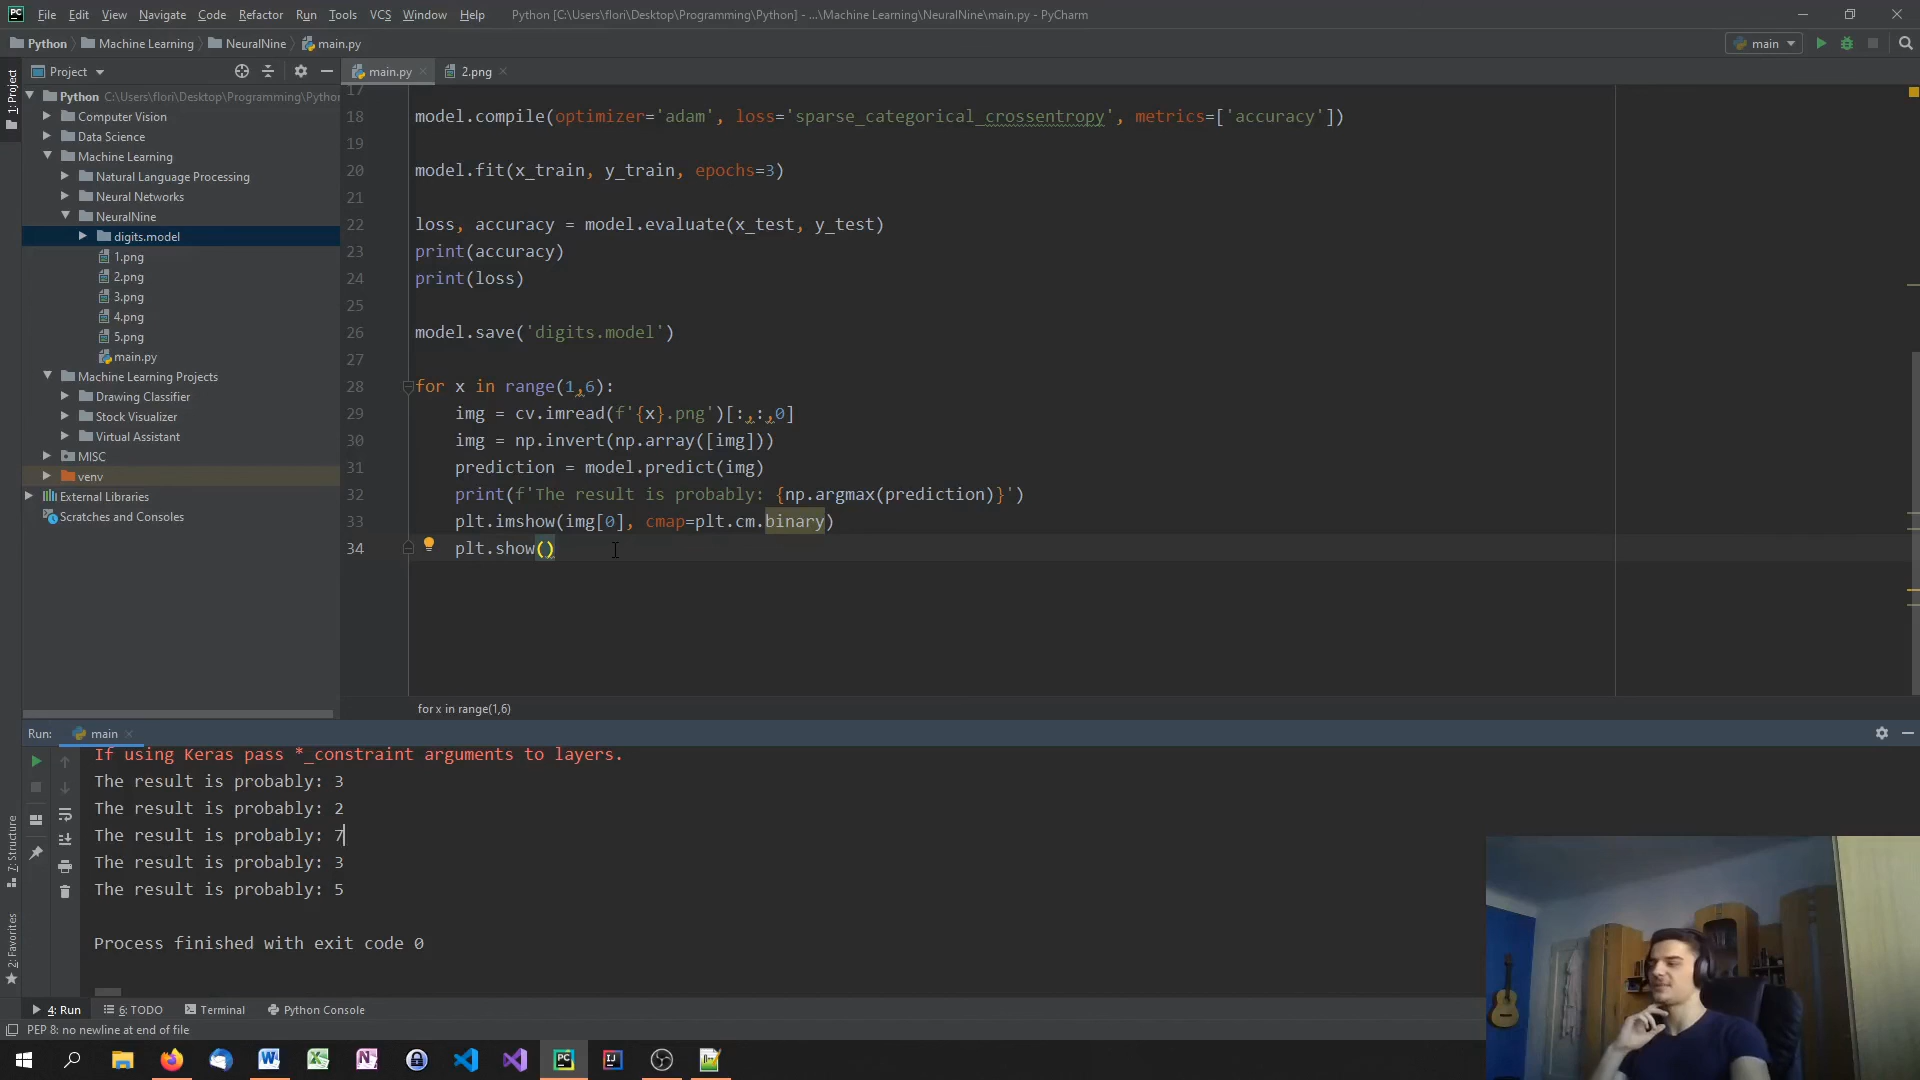 File Edit View Navigate Code Refactor Run Tools VCS Window Help Python [C:\Users\flori\Desktop\Programming\Python] - ...\Machine Learning\NeuralNine\main.py - PyCharm
Python Machine Learning NeuralNine main.py main
1: Project
Project main.py 2.png
Python C:\Users\flori\Desktop\Programming\Python
Computer Vision
Data Science
Machine Learning
Natural Language Processing
Neural Networks
NeuralNine
digits.model
1.png
2.png
3.png
4.png
5.png
main.py
Machine Learning Projects
Drawing Classifier
Stock Visualizer
Virtual Assistant
MISC
venv
External Libraries
Scratches and Consoles
17
18 model.compile(optimizer='adam', loss='sparse_categorical_crossentropy', metrics=['accuracy'])
19
20 model.fit(x_train, y_train, epochs=3)
21
22 loss, accuracy = model.evaluate(x_test, y_test)
23 print(accuracy)
24 print(loss)
25
26 model.save('digits.model')
27
28 for x in range(1,6):
29 img = cv.imread(f'{x}.png')[:,:,0]
30 img = np.invert(np.array([img]))
31 prediction = model.predict(img)
32 print(f'The result is probably: {np.argmax(prediction)}')
33 plt.imshow(img[0], cmap=plt.cm.binary)
34 plt.show()
for x in range(1,6)
Run: main
If using Keras pass *_constraint arguments to layers.
The result is probably: 3
The result is probably: 2
The result is probably: 7
The result is probably: 3
The result is probably: 5
Process finished with exit code 0
7: Structure
2: Favorites
4: Run 6: TODO Terminal Python Console
PEP 8: no newline at end of file